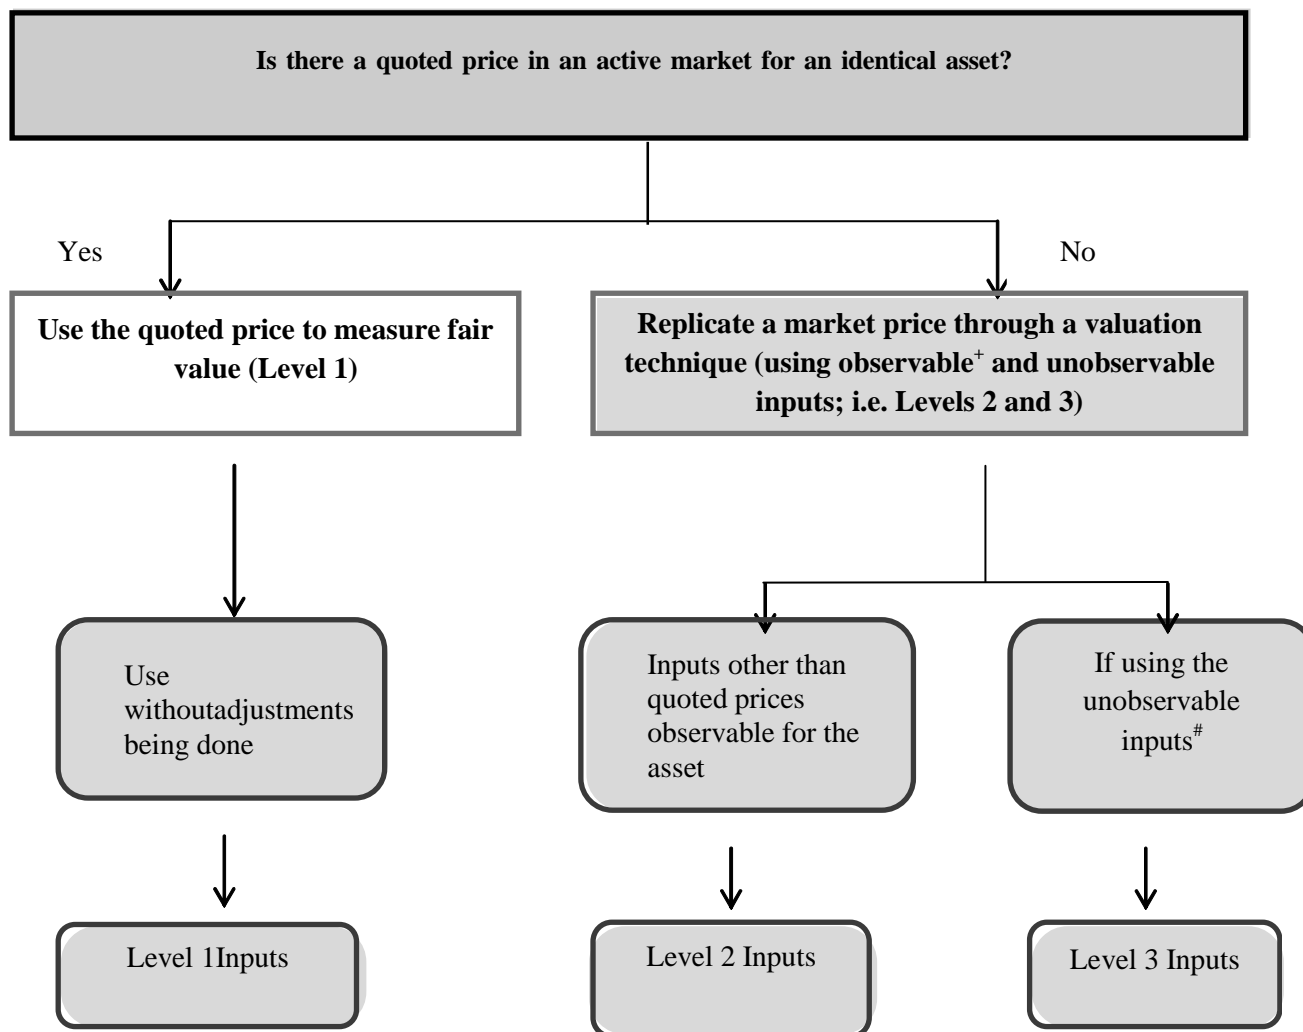 Is there a quoted price in an active market for an identical asset?
Yes
No
Use the quoted price to measure fair
value (Level 1)
Replicate a market price through a valuation
technique (using observable+ and unobservable
inputs; i.e. Levels 2 and 3)
Use
withoutadjustments
being done
Inputs other than
quoted prices
observable for the
asset
If using the
unobservable
inputs#
Level 1Inputs
Level 2 Inputs
Level 3 Inputs